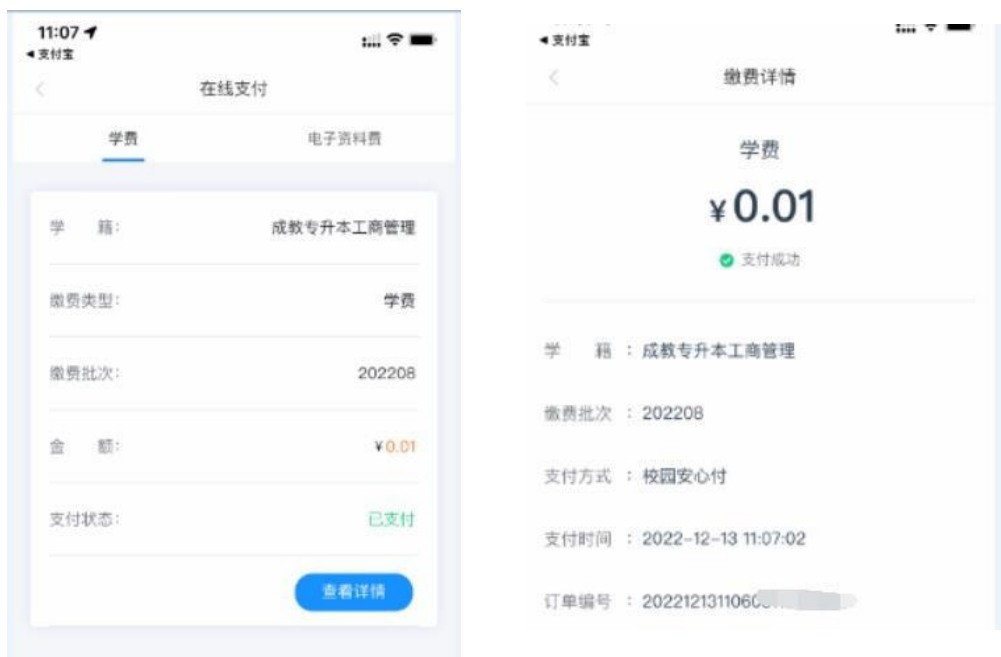 11:07
支付宝
在线支付
学费
电子资料费
学 籍:
成教专升本工商管理
缴费类型:
学费
缴费批次:
202208
金 额:
¥0.01
支付状态:
已支付
查看详情
支付宝
缴费详情
学费
¥0.01
支付成功
学 籍 : 成教专升本工商管理
缴费批次 : 202208
支付方式 : 校园安心付
支付时间 : 2022-12-13 11:07:02
订单编号 : 2022121311060